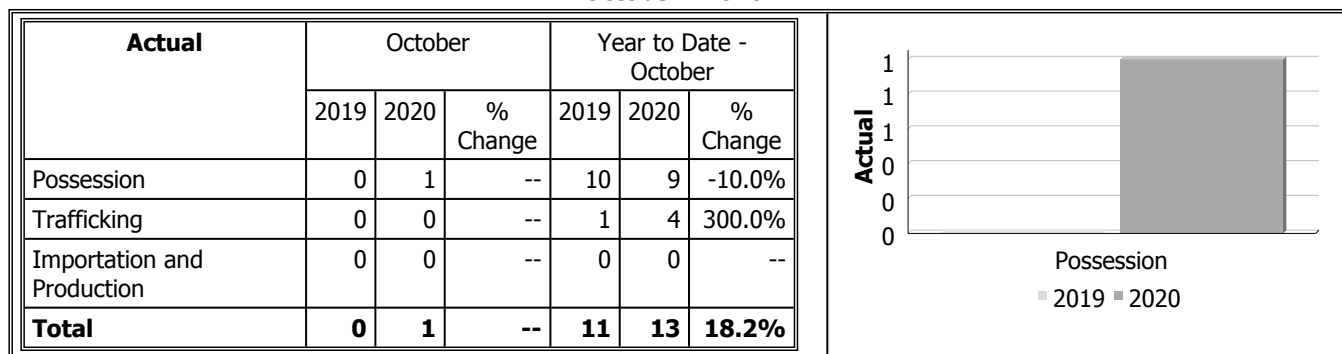 Actual October Year to Date -
October
2019 2020 % Change 2019 2020 % Change
Possession 0 1 -- 10 9 -10.0%
Trafficking 0 0 -- 1 4 300.0%
Importation and
Production 0 0 -- 0 0 --
Total 0 1 -- 11 13 18.2%
Actual
1
1
1
0
0
0
Possession
2019 2020